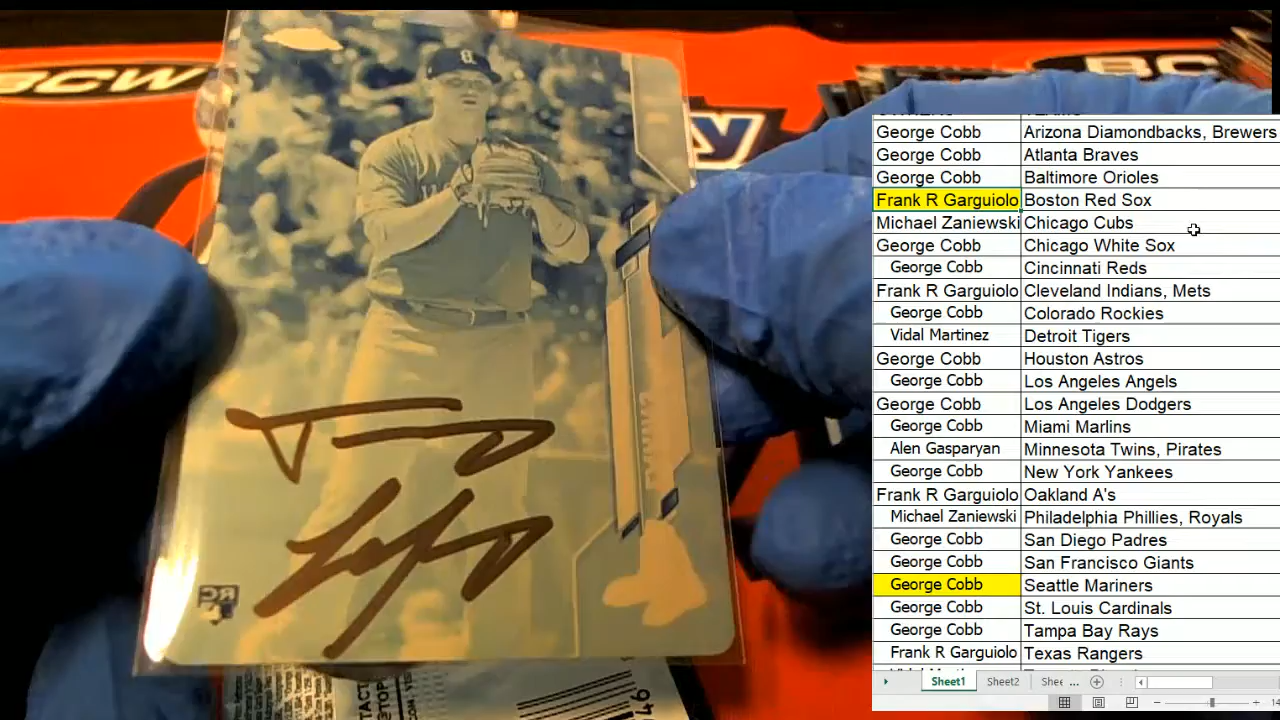 BCW
BC
y
George Cobb Arizona Diamondbacks, Brewers
George Cobb Atlanta Braves
George Cobb Baltimore Orioles
Frank R Garguiolo Boston Red Sox
Michael Zaniewski Chicago Cubs
George Cobb Chicago White Sox
George Cobb Cincinnati Reds
Frank R Garguiolo Cleveland Indians, Mets
George Cobb Colorado Rockies
Vidal Martinez Detroit Tigers
George Cobb Houston Astros
George Cobb Los Angeles Angels
George Cobb Los Angeles Dodgers
George Cobb Miami Marlins
Alen Gasparyan Minnesota Twins, Pirates
George Cobb New York Yankees
Frank R Garguiolo Oakland A's
Michael Zaniewski Philadelphia Phillies, Royals
George Cobb San Diego Padres
George Cobb San Francisco Giants
George Cobb Seattle Mariners
George Cobb St. Louis Cardinals
George Cobb Tampa Bay Rays
Frank R Garguiolo Texas Rangers
Sheet1 Sheet2 Shee ...
B
RC